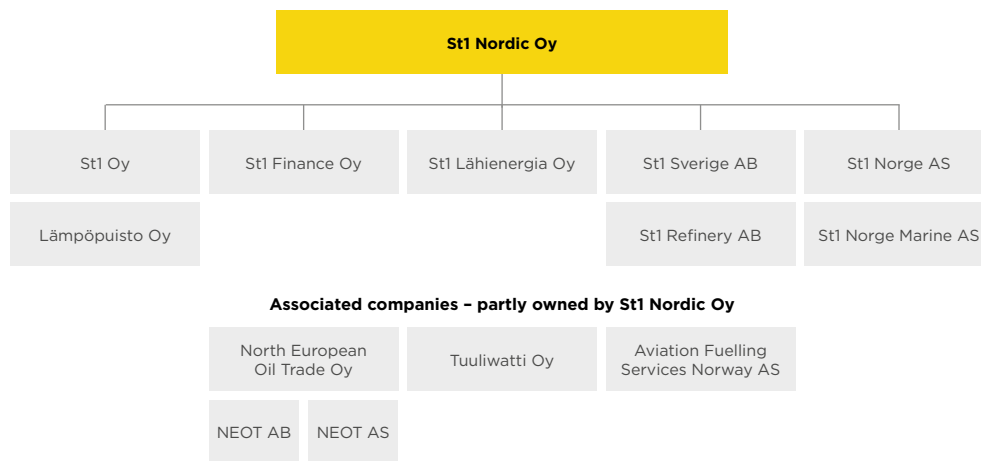 St1 Nordic Oy
St1 Oy
St1 Finance Oy
St1 Lähienergia Oy
St1 Sverige AB
St1 Norge AS
Lämpöpuisto Oy
St1 Refinery AB
St1 Norge Marine AS
Associated companies – partly owned by St1 Nordic Oy
North European
Oil Trade Oy
Tuuliwatti Oy
Aviation Fuelling
Services Norway AS
NEOT AB
NEOT AS